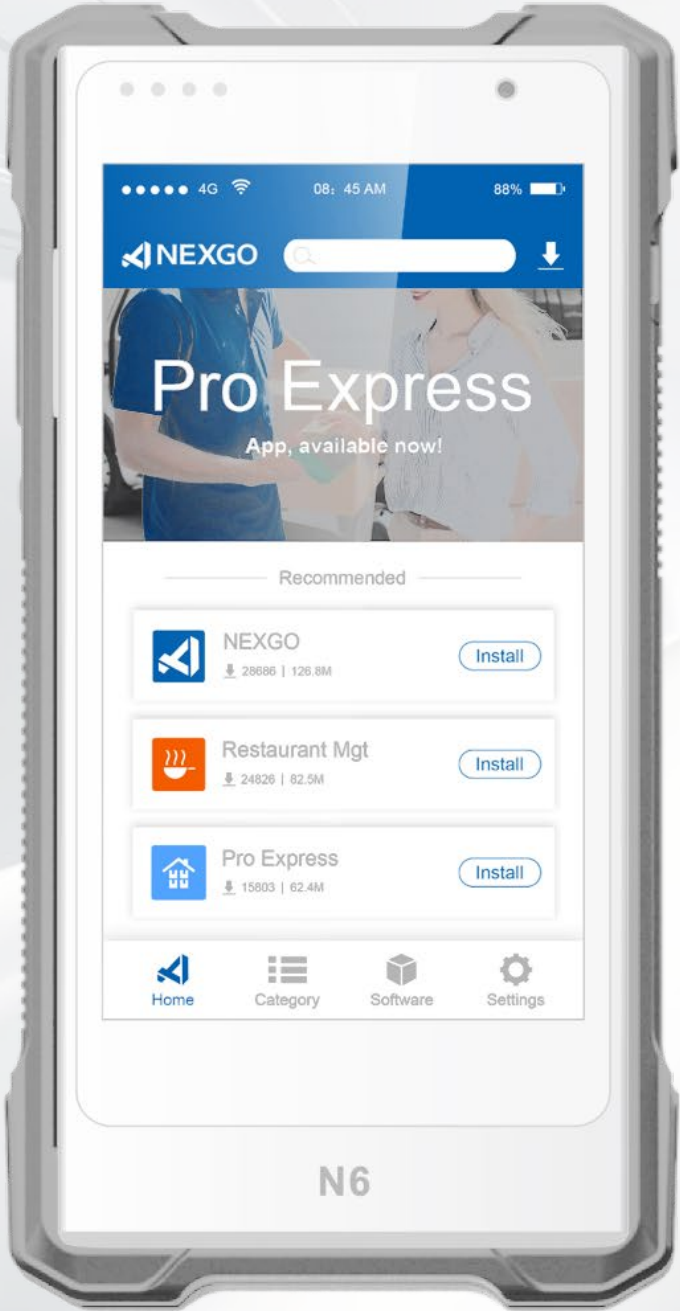 4G 08: 45 AM 88%
NEXGO
Pro Express
App, available now!
Recommended
NEXGO
28686 | 126.8M
Install
Restaurant Mgt
24826 | 82.5M
Install
Pro Express
15803 | 62.4M
Install
Home Category Software Settings
N6